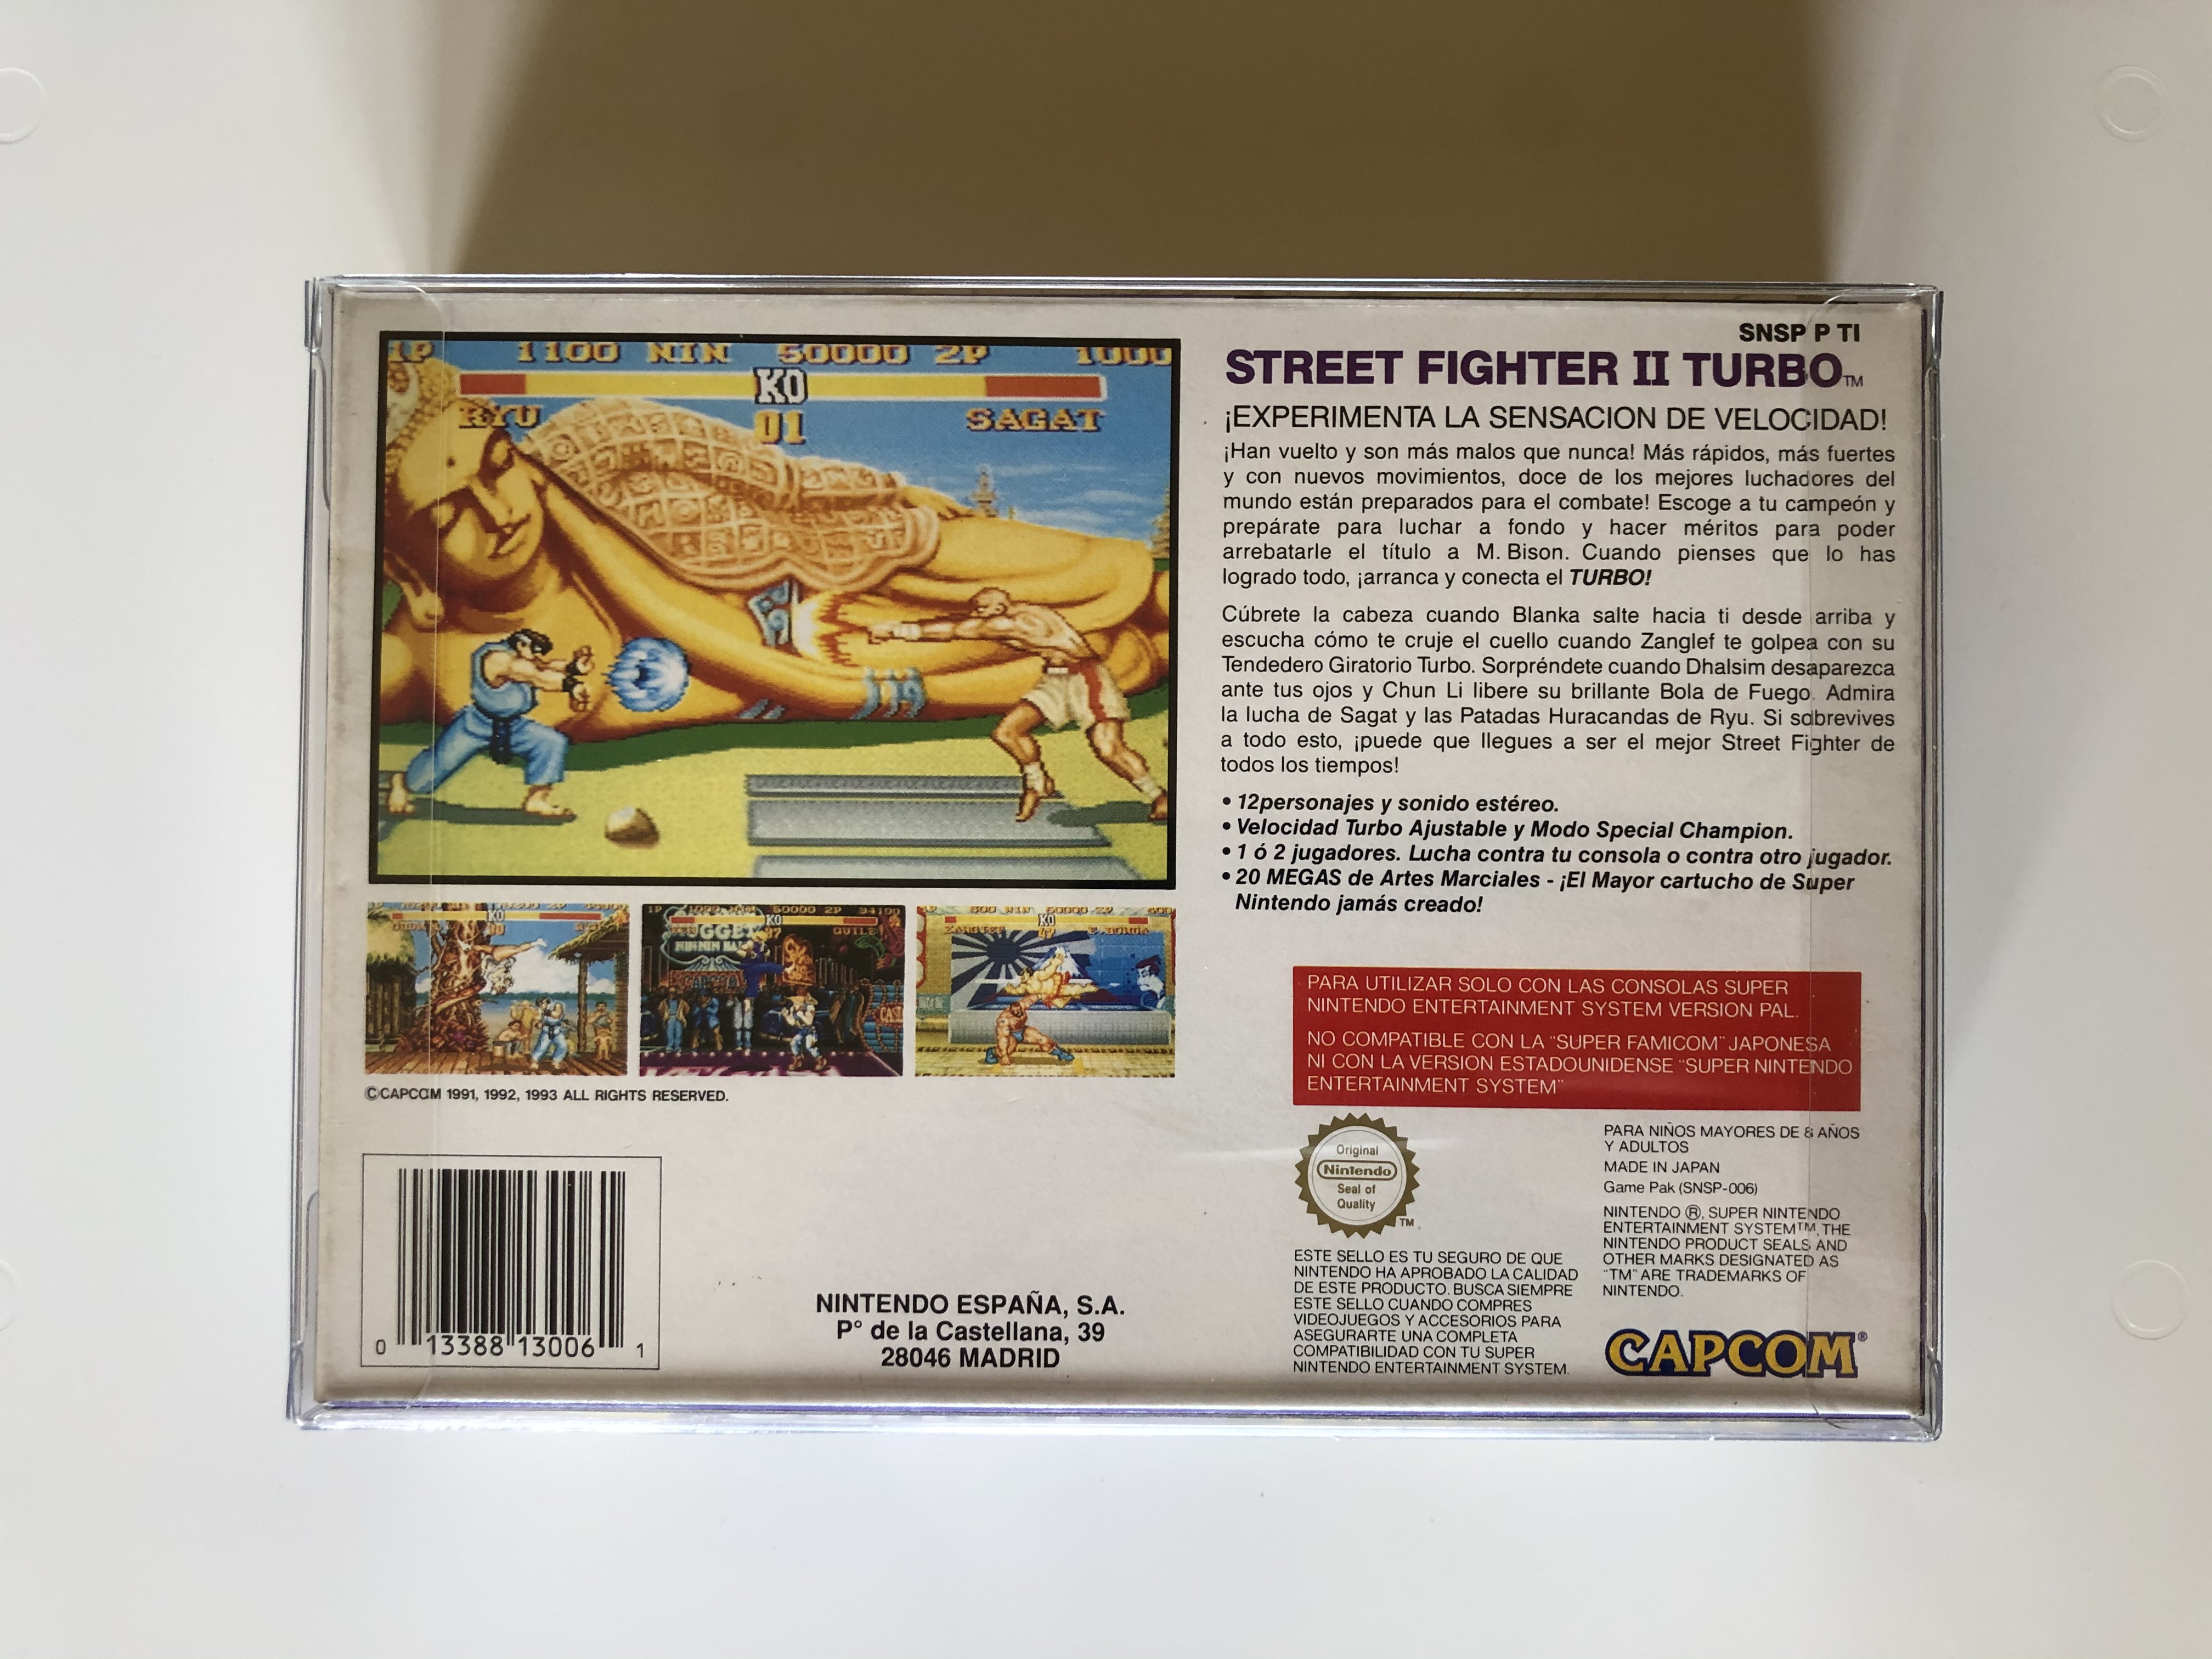 1P 1100 NIN 50000 2P 1000
KO
RYU 01 SAGAT
SNSP P TI
STREET FIGHTER II TURBO™
¡EXPERIMENTA LA SENSACION DE VELOCIDAD!
¡Han vuelto y son más malos que nunca! Más rápidos, más fuertes
y con nuevos movimientos, doce de los mejores luchadores del
mundo están preparados para el combate! Escoge a tu campeón y
prepárate para luchar a fondo y hacer méritos para poder
arrebatarle el título a M. Bison. Cuando pienses que lo has
logrado todo, ¡arranca y conecta el TURBO!
Cúbrete la cabeza cuando Blanka salte hacia ti desde arriba y
escucha cómo te cruje el cuello cuando Zanglef te golpea con su
Tendedero Giratorio Turbo. Sorpréndete cuando Dhalsim desaparezca
ante tus ojos y Chun Li libere su brillante Bola de Fuego. Admira
la lucha de Sagat y las Patadas Huracandas de Ryu. Si sobrevives
a todo esto, ¡puede que llegues a ser el mejor Street Fighter de
todos los tiempos!
• 12personajes y sonido estéreo.
• Velocidad Turbo Ajustable y Modo Special Champion.
• 1 ó 2 jugadores. Lucha contra tu consola o contra otro jugador.
• 20 MEGAS de Artes Marciales - ¡El Mayor cartucho de Super
Nintendo jamás creado!
KO
50000 2P 34100
KO
GUILE
KO
©CAPCOM 1991, 1992, 1993 ALL RIGHTS RESERVED.
PARA UTILIZAR SOLO CON LAS CONSOLAS SUPER
NINTENDO ENTERTAINMENT SYSTEM VERSION PAL.
NO COMPATIBLE CON LA "SUPER FAMICOM" JAPONESA
NI CON LA VERSION ESTADOUNIDENSE "SUPER NINTENDO
ENTERTAINMENT SYSTEM"
Original
Nintendo
Seal of
Quality
TM
ESTE SELLO ES TU SEGURO DE QUE
NINTENDO HA APROBADO LA CALIDAD
DE ESTE PRODUCTO. BUSCA SIEMPRE
ESTE SELLO CUANDO COMPRES
VIDEOJUEGOS Y ACCESORIOS PARA
ASEGURARTE UNA COMPLETA
COMPATIBILIDAD CON TU SUPER
NINTENDO ENTERTAINMENT SYSTEM.
PARA NIÑOS MAYORES DE 8 AÑOS
Y ADULTOS
MADE IN JAPAN
Game Pak (SNSP-006)
NINTENDO ®, SUPER NINTENDO
ENTERTAINMENT SYSTEM™, THE
NINTENDO PRODUCT SEALS AND
OTHER MARKS DESIGNATED AS
"TM" ARE TRADEMARKS OF
NINTENDO.
CAPCOM®
0 13388 13006 1
NINTENDO ESPAÑA, S.A.
P° de la Castellana, 39
28046 MADRID